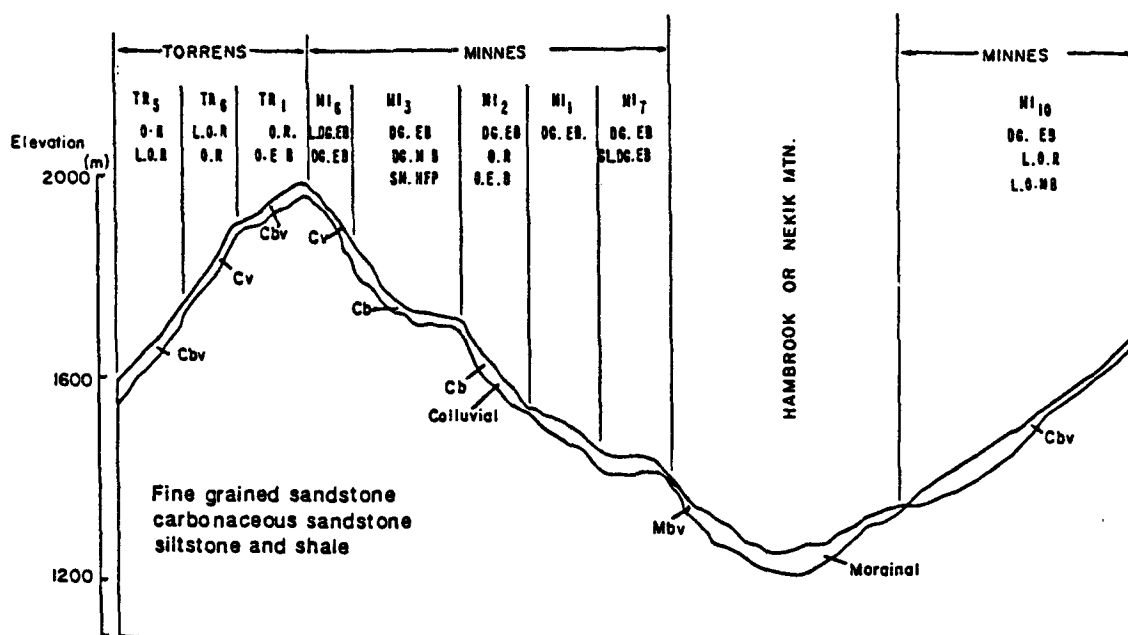 TORRENS
MINNES
MINNES
TR5
TR6
TR1
MI6
MI3
MI2
MI1
MI7
MI10
O.R
L.O.R
O.R.
L.DG.EB
DG. EB
DG. EB
DG. EB.
DG. EB
DG. EB
L.O.R
O.R
O.E B
DG.EB
DG.M B
O.R
SL.DG.EB
L.O.R
SM.HFP
O.E.B
L.O.MB
Elevation
(m)
2000
1600
1200
HAMBROOK OR NEKIK MTN.
Cbv
Cv
Cv
Cb
Cbv
Cb
Colluvial
Cbv
Mbv
Morainal
Fine grained sandstone
carbonaceous sandstone
siltstone and shale